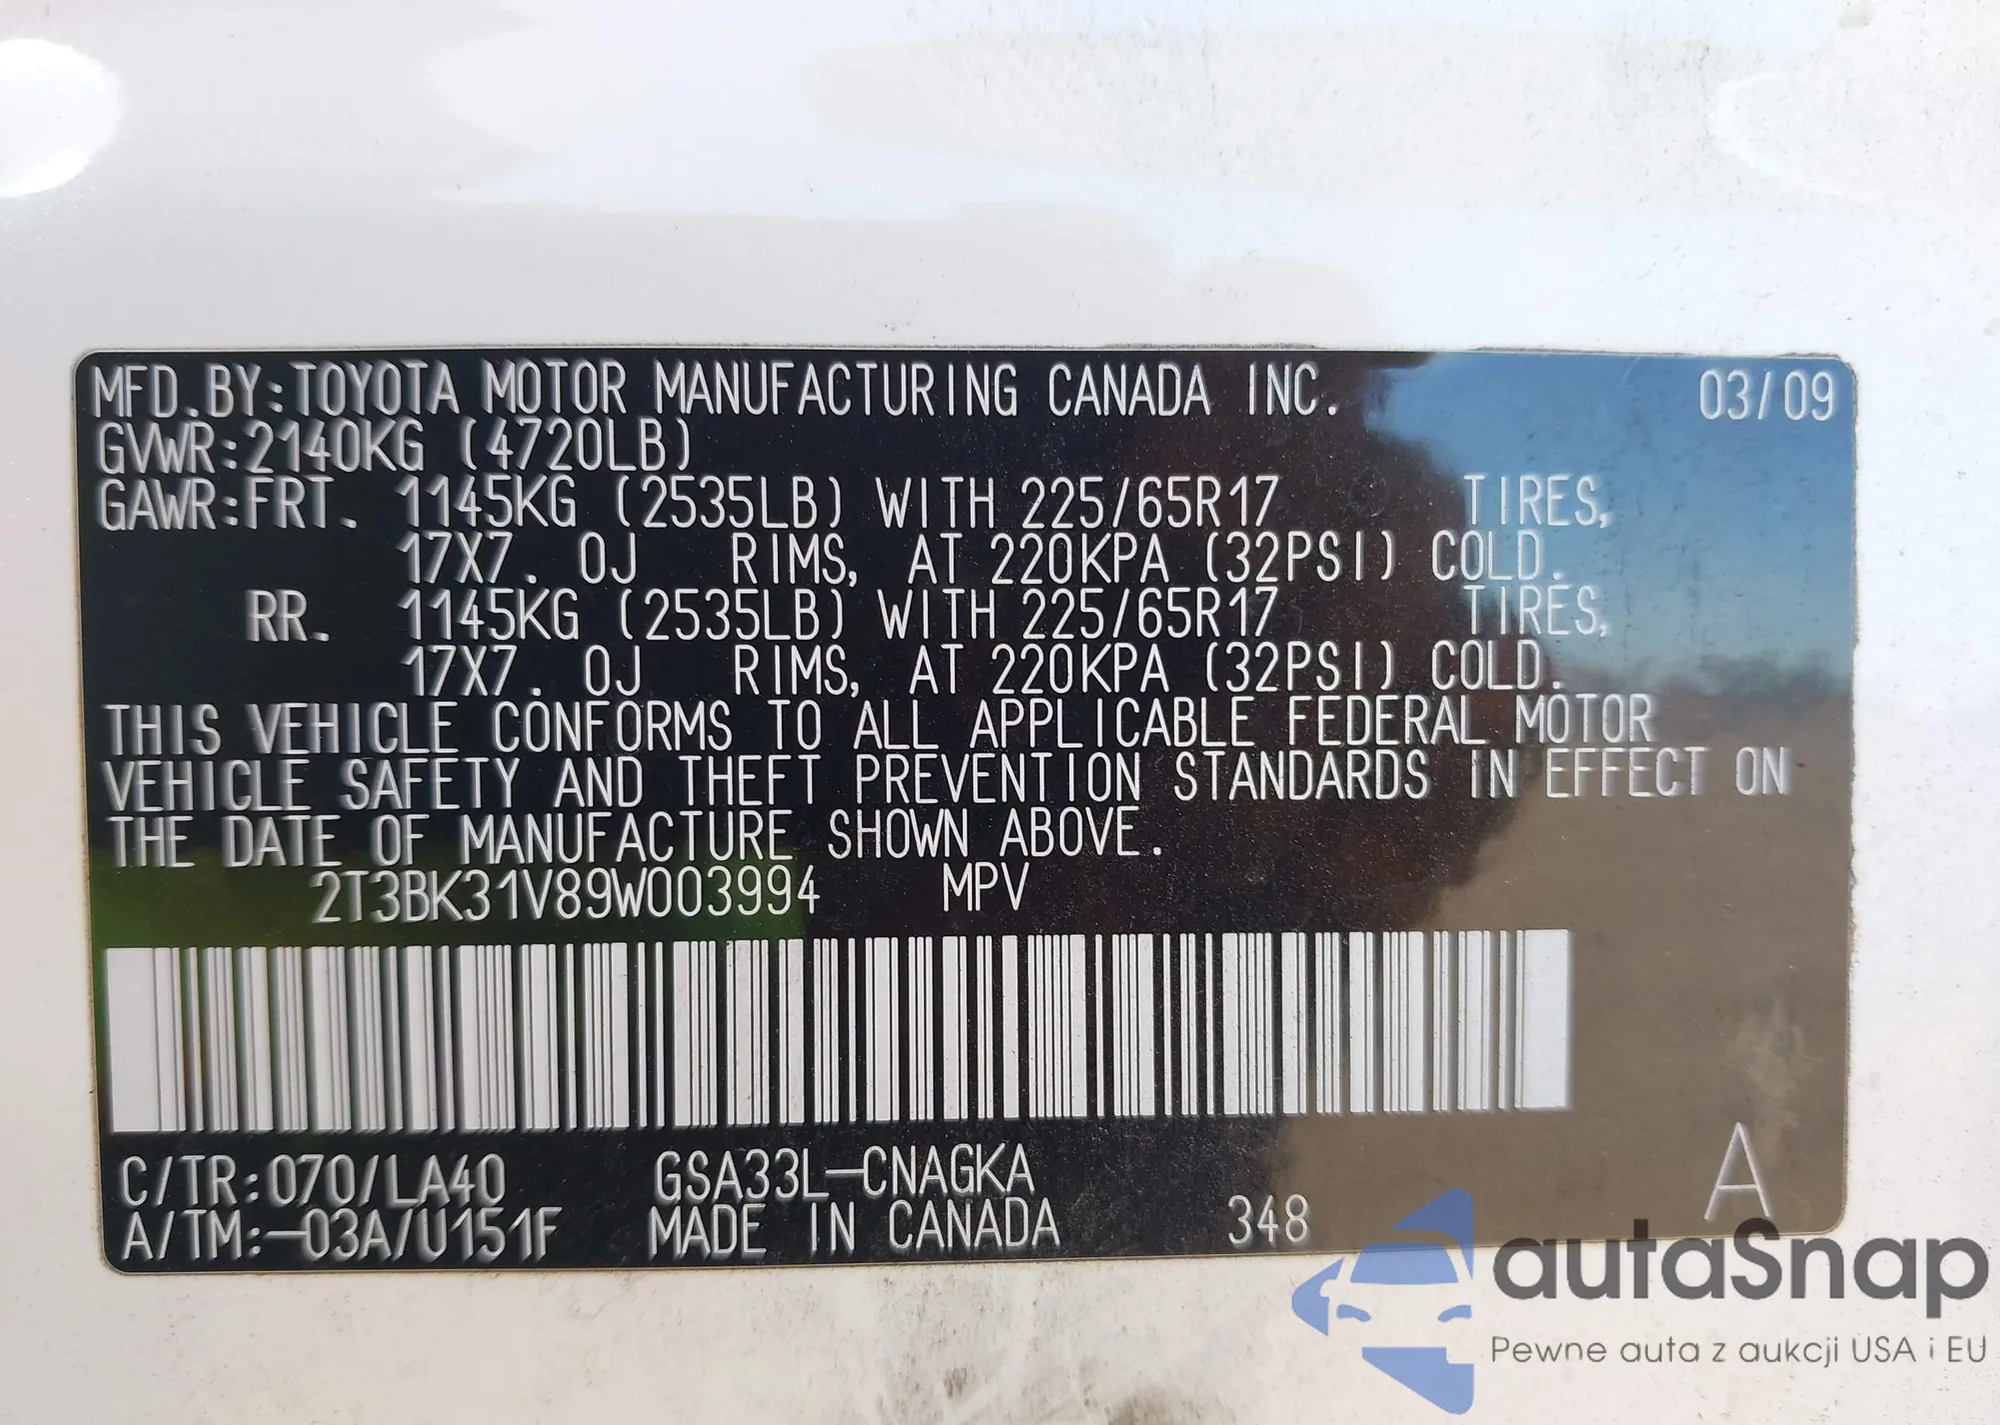 MFD.BY:TOYOTA MOTOR MANUFACTURING CANADA INC. 03/09
GVWR:2140KG (4720LB)
GAWR:FRT. 1145KG (2535LB) WITH 225/65R17 TIRES,
17X7.0J RIMS, AT 220KPA (32PSI) COLD.
RR. 1145KG (2535LB) WITH 225/65R17 TIRES,
17X7.0J RIMS, AT 220KPA (32PSI) COLD.
THIS VEHICLE CONFORMS TO ALL APPLICABLE FEDERAL MOTOR
VEHICLE SAFETY AND THEFT PREVENTION STANDARDS IN EFFECT ON
THE DATE OF MANUFACTURE SHOWN ABOVE.
2T3BK31V89W003994 MPV
C/TR:070/LA40 GSA33L-CNAGKA A
A/TM:-03A/U151F MADE IN CANADA 348
autaSnap
Pewne auta z aukcji USA i EU